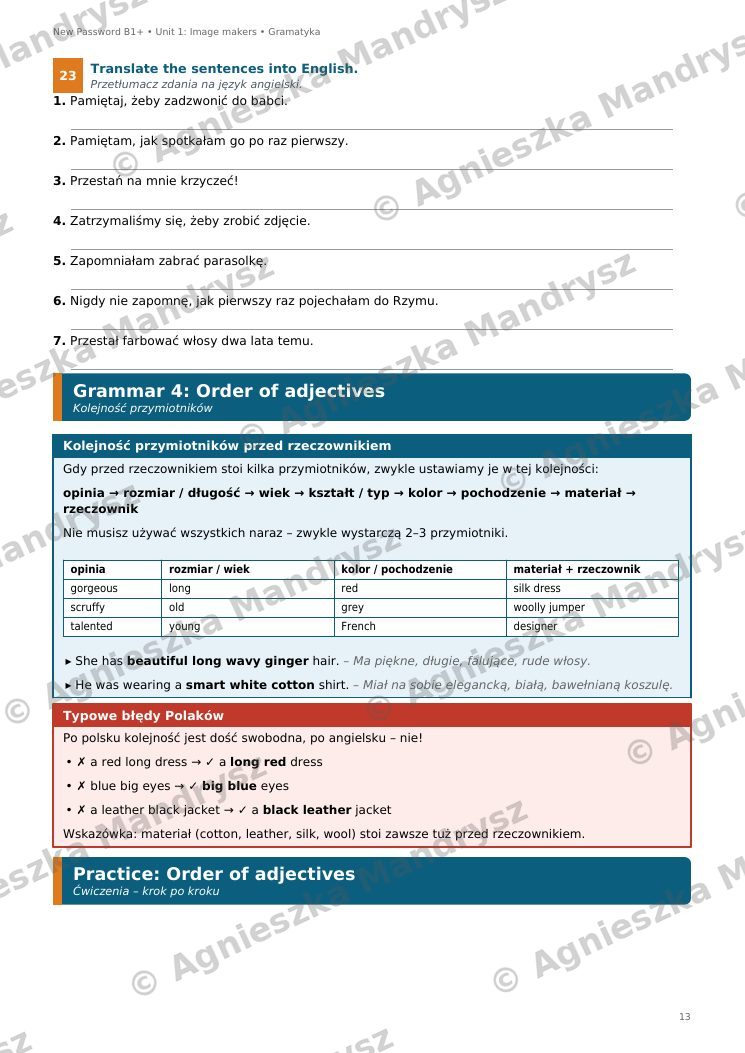 New Password B1+ • Unit 1: Image makers • Gramatyka
23 Translate the sentences into English.
Przetłumacz zdania na język angielski.
1. Pamiętaj, żeby zadzwonić do babci.
2. Pamiętam, jak spotkałam go po raz pierwszy.
3. Przestań na mnie krzyczeć!
4. Zatrzymaliśmy się, żeby zrobić zdjęcie.
5. Zapomniałam zabrać parasolkę.
6. Nigdy nie zapomnę, jak pierwszy raz pojechałam do Rzymu.
7. Przestał farbować włosy dwa lata temu.
Grammar 4: Order of adjectives
Kolejność przymiotników
Kolejność przymiotników przed rzeczownikiem
Gdy przed rzeczownikiem stoi kilka przymiotników, zwykle ustawiamy je w tej kolejności:
opinia → rozmiar / długość → wiek → kształt / typ → kolor → pochodzenie → materiał →
rzeczownik
Nie musisz używać wszystkich naraz – zwykle wystarczą 2–3 przymiotniki.
opinia rozmiar / wiek kolor / pochodzenie materiał + rzeczownik
gorgeous long red silk dress
scruffy old grey woolly jumper
talented young French designer
▸ She has beautiful long wavy ginger hair. – Ma piękne, długie, falujące, rude włosy.
▸ He was wearing a smart white cotton shirt. – Miał na sobie elegancką, białą, bawełnianą koszulę.
Typowe błędy Polaków
Po polsku kolejność jest dość swobodna, po angielsku – nie!
• ✗ a red long dress → ✓ a long red dress
• ✗ blue big eyes → ✓ big blue eyes
• ✗ a leather black jacket → ✓ a black leather jacket
Wskazówka: materiał (cotton, leather, silk, wool) stoi zawsze tuż przed rzeczownikiem.
Practice: Order of adjectives
Ćwiczenia – krok po kroku
13
© Agnieszka Mandrysz